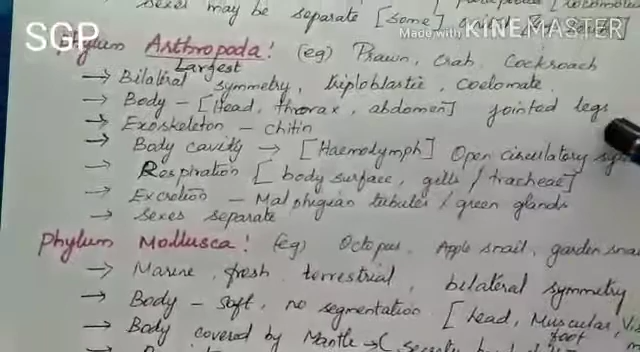 sexes may be separate [some]
SGP
Made with KINEMASTER
Phylum Arthropoda! (eg) Prawn, Crab, Cockroach
Largest
→ Bilateral symmetry, triploblastic, coelomate.
→ Body - [Head, thorax, abdomen] jointed legs
→ Exoskeleton - chitin
→ Body cavity → [Haemolymph] Open circulatory
→ Respiration [body surface, gills / tracheae]
→ Excretion - Malphigian tubules / green glands
→ Sexes separate
Phylum Mollusca! (eg) Octopus, Apple snail, garden snai
→ Marine, fresh, terrestrial, bilateral symmetry
→ Body - soft, no segmentation [Head, Muscular, Vis
foot
→ Body covered by Mantle → (